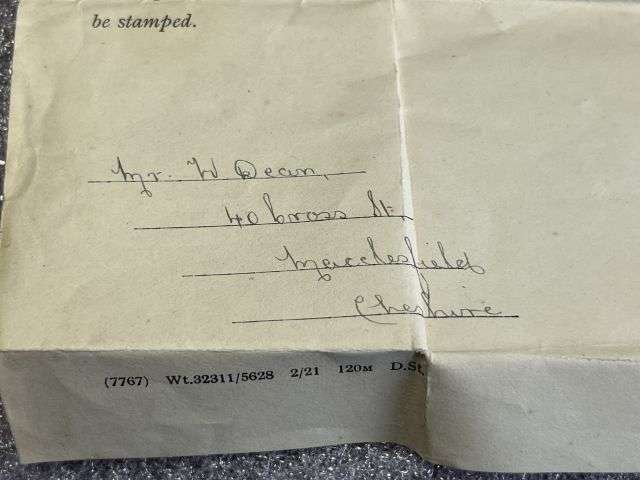 be stamped.
Mr. W Dean,
40 Cross St.
Macclesfield
Cheshire
(7767) Wt.32311/5628 2/21 120M D.St.